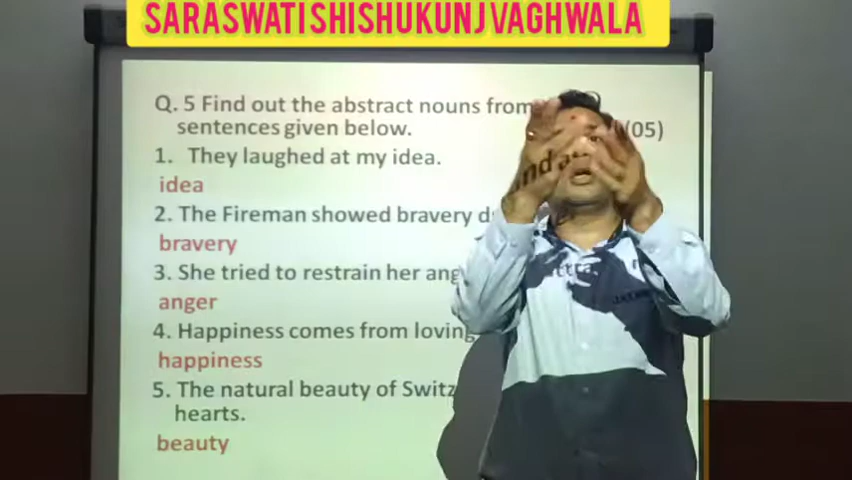 SARASWATI SHISHUKUNJ VAGHWALA
Q. 5 Find out the abstract nouns from
sentences given below. (05)
1. They laughed at my idea.
idea
2. The Fireman showed bravery
bravery
3. She tried to restrain her
anger
4. Happiness comes from loving
happiness
5. The natural beauty of
hearts.
beauty